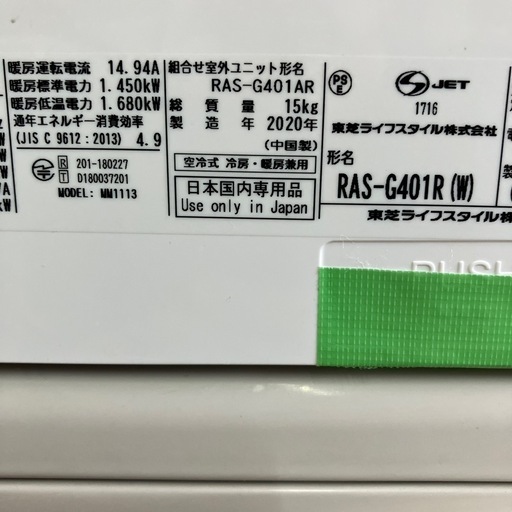 暖房運転電流 14.94A
暖房標準電力 1.450kW
暖房低温電力 1.680kW
通年エネルギー消費効率
(JIS C 9612:2013) 4.9
R 201-180227
T D180037201
MODEL: MM1113
組合せ室外ユニット形名
RAS-G401AR
総質量 15kg
製造年 2020年
(中国製)
空冷式 冷房・暖房兼用
日本国内専用品
Use only in Japan
PS E
JET
1716
東芝ライフスタイル株式会社
形名
RAS-G401R(W)
東芝ライフスタイル株
PUSH